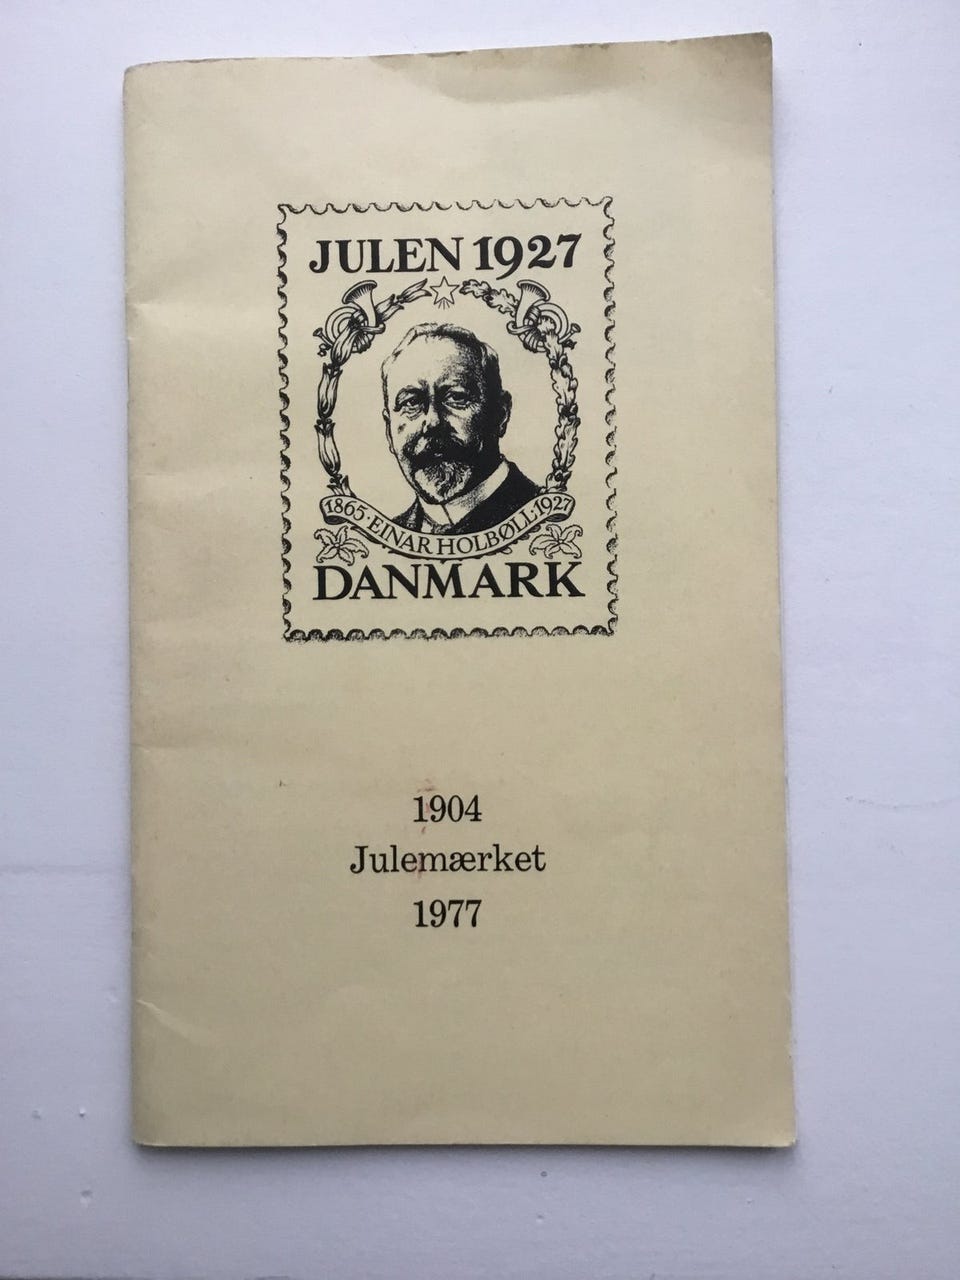 JULEN 1927
1865·EINAR HOLBØLL·1927
DANMARK
1904
Julemærket
1977